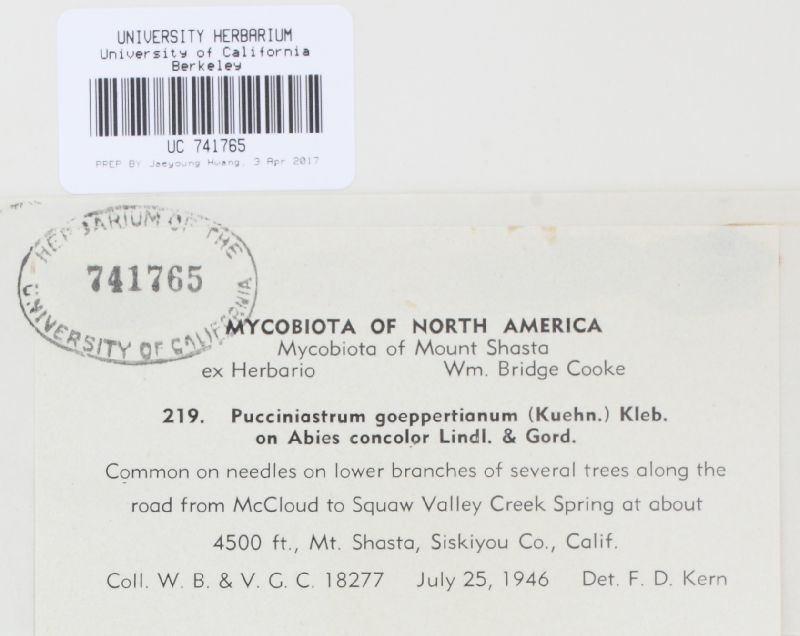 UNIVERSITY HERBARIUM
University of California
Berkeley
UC 741765
PREP BY Jaeyoung Hwang, 3 Apr 2017
HERBARIUM OF THE
741765
UNIVERSITY OF CALIFORNIA
MYCOBIOTA OF NORTH AMERICA
Mycobiota of Mount Shasta
ex Herbario Wm. Bridge Cooke
219. Pucciniastrum goeppertianum (Kuehn.) Kleb.
on Abies concolor Lindl. & Gord.
Common on needles on lower branches of several trees along the
road from McCloud to Squaw Valley Creek Spring at about
4500 ft., Mt. Shasta, Siskiyou Co., Calif.
Coll. W. B. & V. G. C. 18277 July 25, 1946 Det. F. D. Kern